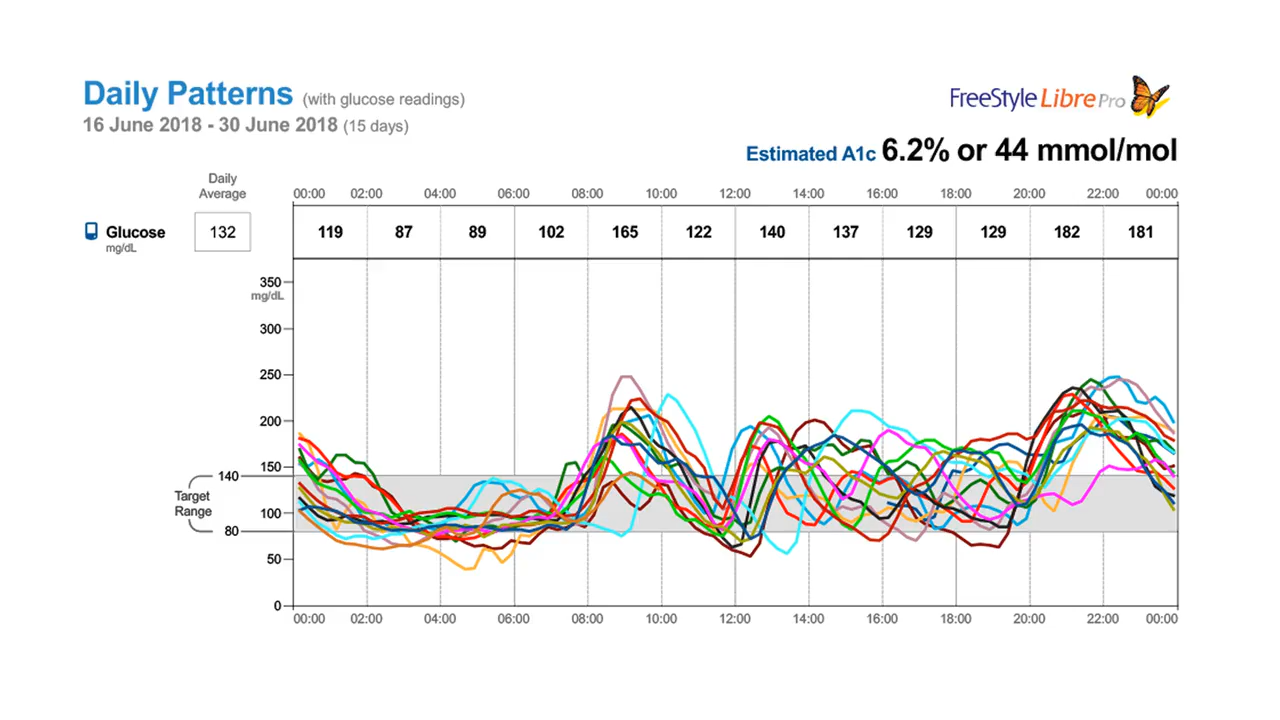 Daily Patterns (with glucose readings)
16 June 2018 - 30 June 2018 (15 days)
FreeStyle Libre Pro
Estimated A1c 6.2% or 44 mmol/mol
Daily
Average
00:00 02:00 04:00 06:00 08:00 10:00 12:00 14:00 16:00 18:00 20:00 22:00 00:00
Glucose 132 119 87 89 102 165 122 140 137 129 129 182 181
mg/dL
350
mg/dL
300
250
200
150
140
Target
Range
100
80
50
0
00:00 02:00 04:00 06:00 08:00 10:00 12:00 14:00 16:00 18:00 20:00 22:00 00:00